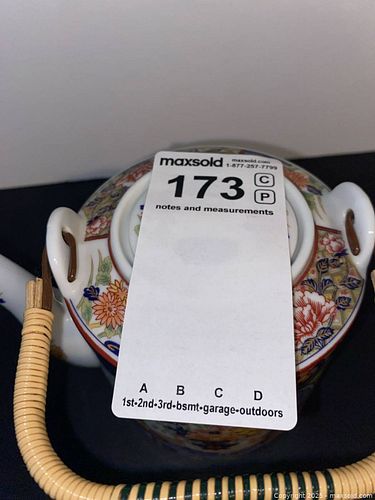 maxsold maxsold.com
1-877-257-7799
173 C
P
notes and measurements
A B C D
1st-2nd-3rd-bsmt-garage-outdoors
Copyright 2025 - maxsold.com